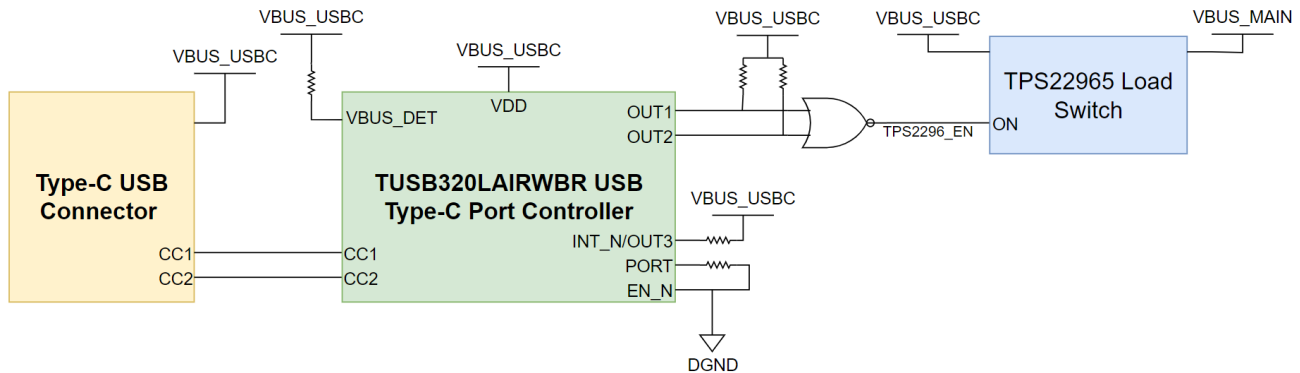 VBUS_USBC
VBUS_USBC
VBUS_USBC
VBUS_USBC
VBUS_USBC
VBUS_MAIN
VDD
VBUS_DET
OUT1
OUT2
TPS2296_EN
ON
TPS22965 Load
Switch
Type-C USB
Connector
TUSB320LAIRWBR USB
Type-C Port Controller
VBUS_USBC
INT_N/OUT3
PORT
EN_N
CC1
CC2
CC1
CC2
DGND